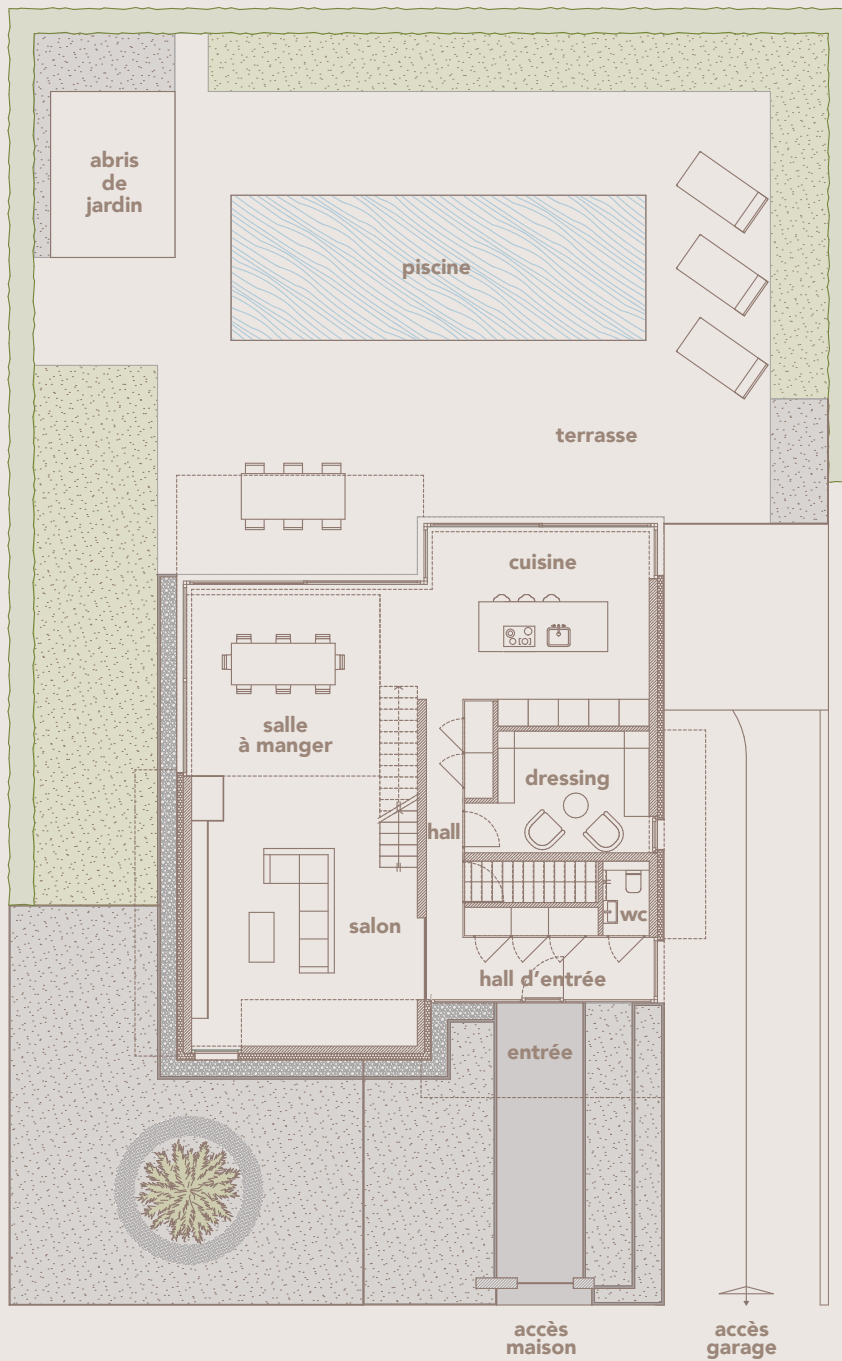 abris
de
jardin
piscine
terrasse
cuisine
salle
à manger
dressing
hall
wc
salon
hall d'entrée
entrée
accès
maison
accès
garage